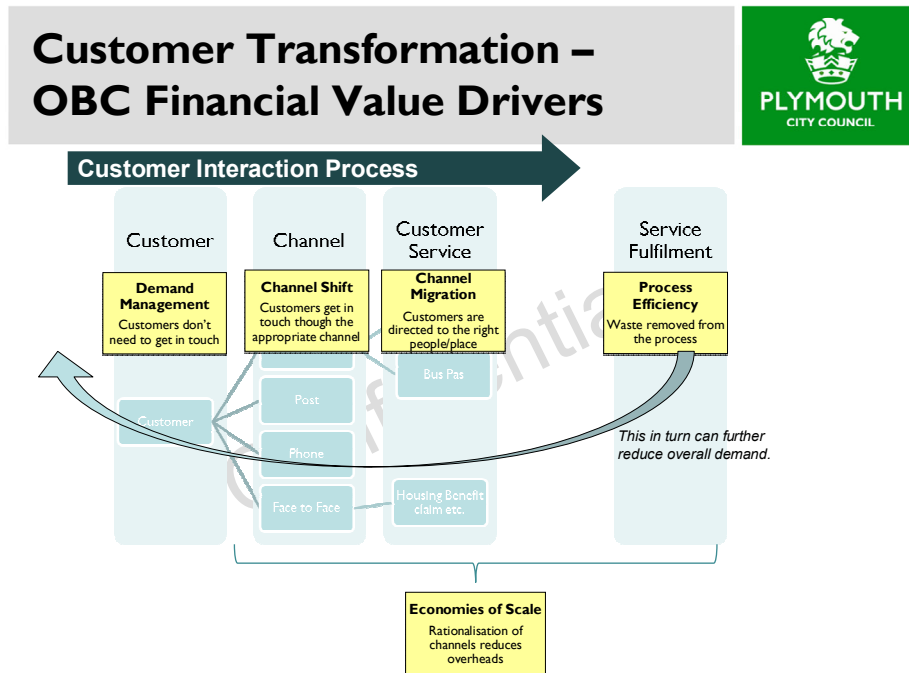 Customer Transformation –
OBC Financial Value Drivers
PLYMOUTH
CITY COUNCIL
Customer Interaction Process
Customer
Channel
Customer
Service
Service
Fulfilment
Demand
Management
Customers don't
need to get in touch
Channel Shift
Customers get in
touch though the
appropriate channel
Channel
Migration
Customers are
directed to the right
people/place
Process
Efficiency
Waste removed from
the process
Customer
Post
Phone
Face to Face
Bus Pas
Housing Benefit
claim etc.
This in turn can further
reduce overall demand.
Economies of Scale
Rationalisation of
channels reduces
overheads